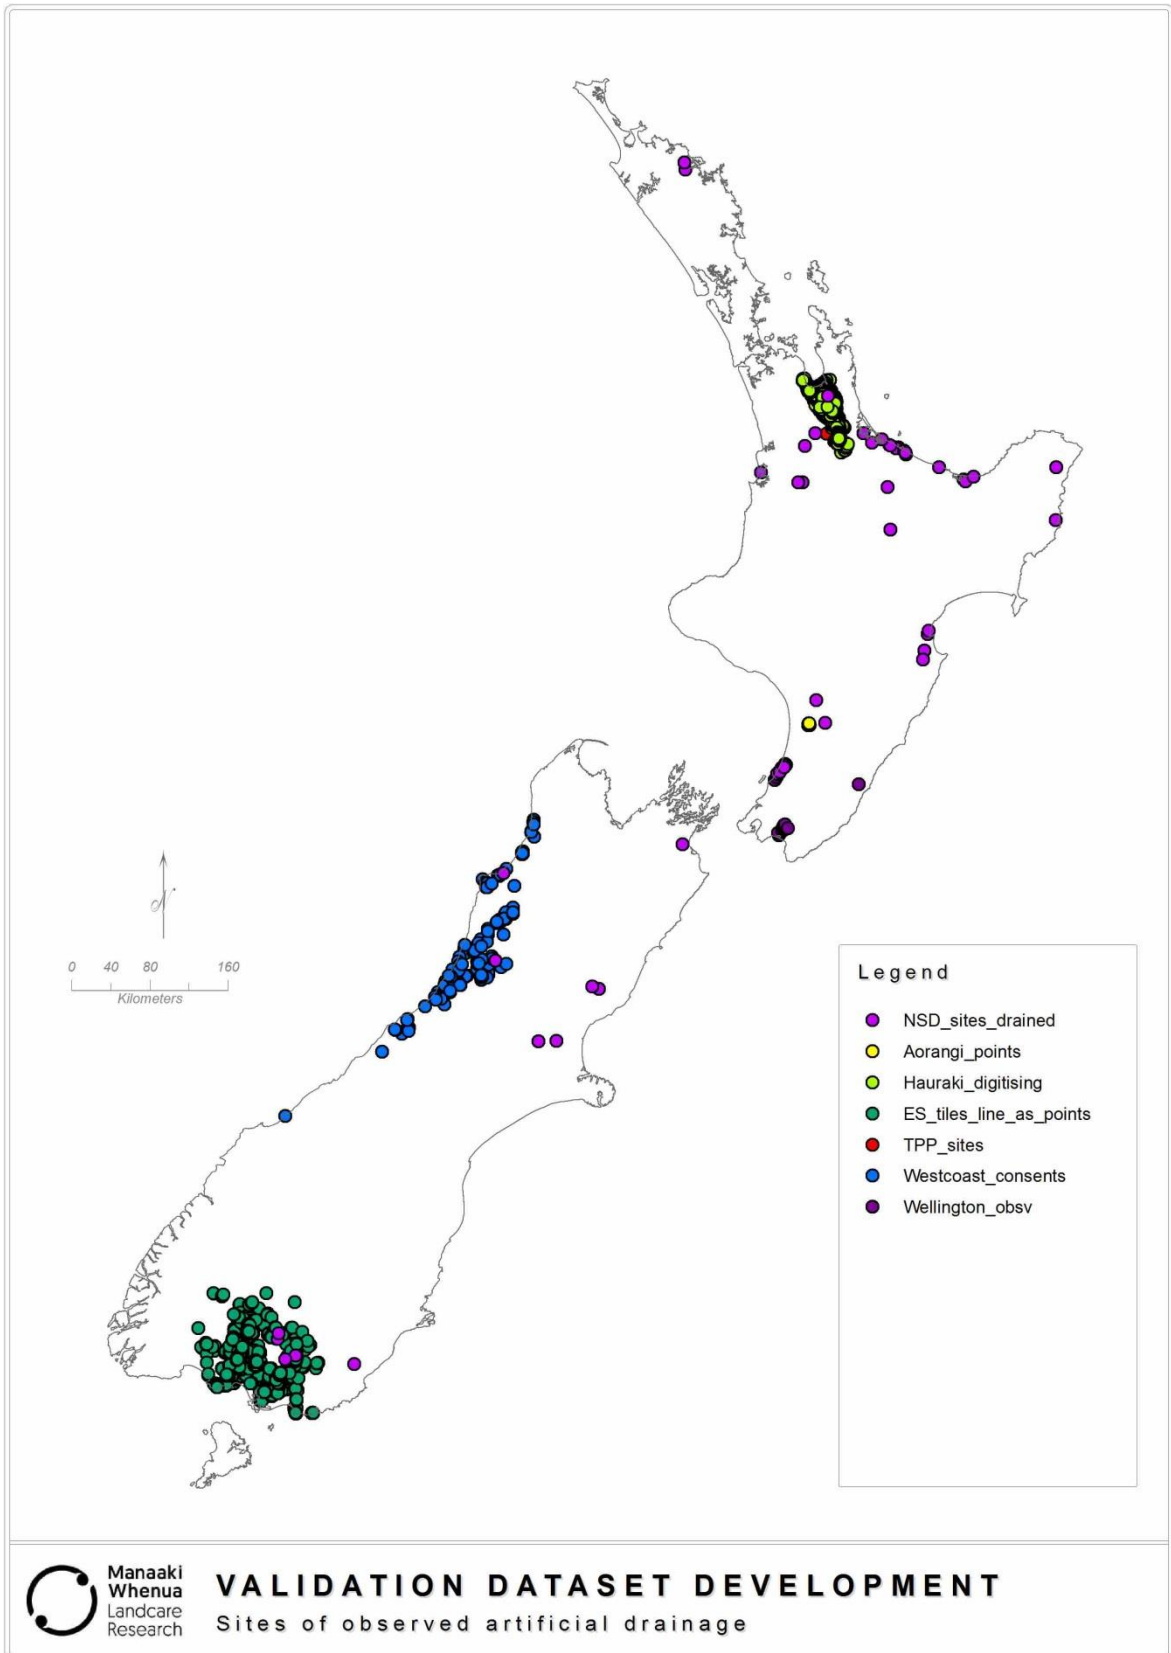 N
0 40 80 160
Kilometers
Legend
NSD_sites_drained
Aorangi_points
Hauraki_digitising
ES_tiles_line_as_points
TPP_sites
Westcoast_consents
Wellington_obsv
Manaaki
Whenua
Landcare
Research
VALIDATION DATASET DEVELOPMENT
Sites of observed artificial drainage